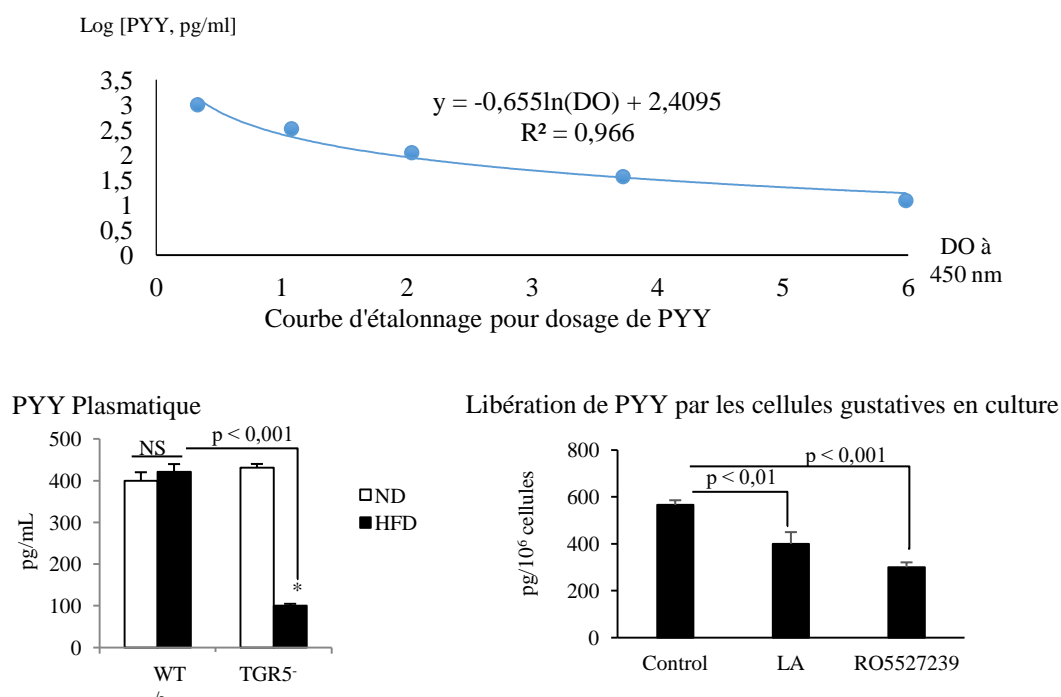 Log [PYY, pg/ml]
3,5
3
2,5
2
1,5
1
0,5
0
y = -0,655ln(DO) + 2,4095
R² = 0,966
DO à
450 nm
0 1 2 3 4 5 6
Courbe d'étalonnage pour dosage de PYY
PYY Plasmatique
500
400
300
200
100
0
pg/mL
NS
p < 0,001
*
ND
HFD
WT TGR5⁻
Libération de PYY par les cellules gustatives en culture
800
600
400
200
0
pg/10⁶ cellules
p < 0,001
p < 0,01
Control LA RO5527239